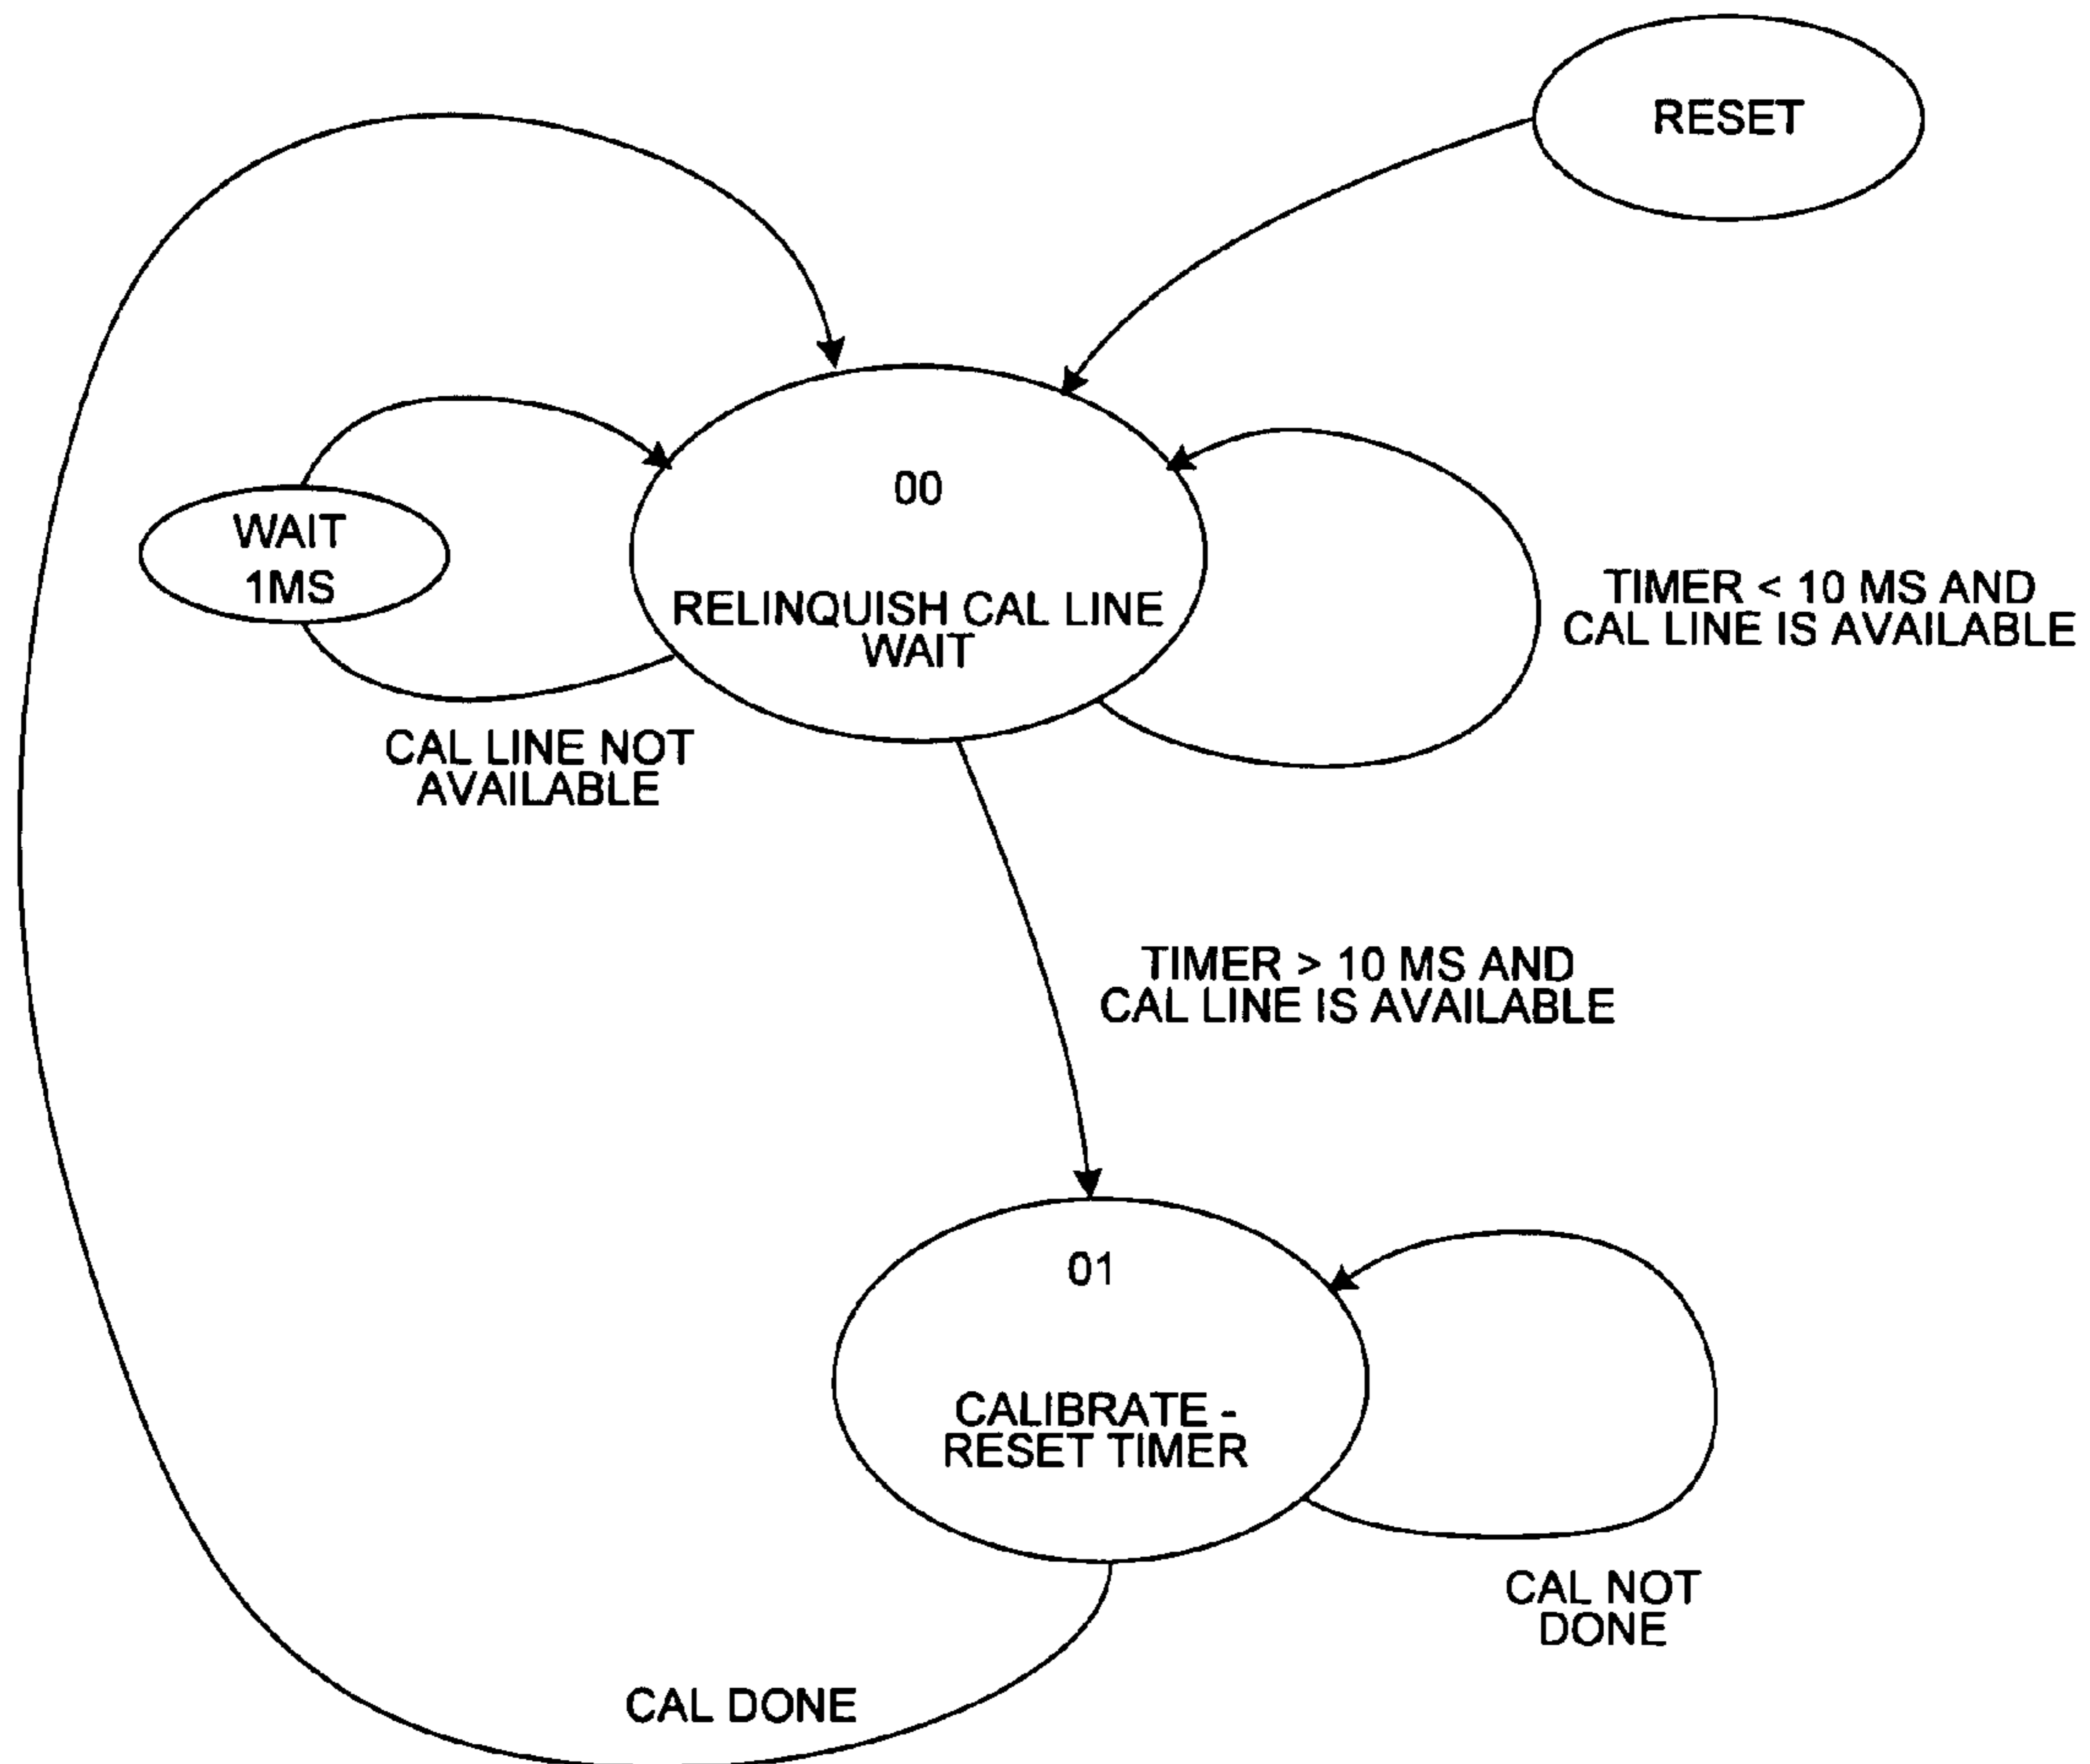 RESET
00
RELINQUISH CAL LINE
WAIT
WAIT
1MS
TIMER < 10 MS AND
CAL LINE IS AVAILABLE
CAL LINE NOT
AVAILABLE
TIMER > 10 MS AND
CAL LINE IS AVAILABLE
01
CALIBRATE -
RESET TIMER
CAL NOT
DONE
CAL DONE